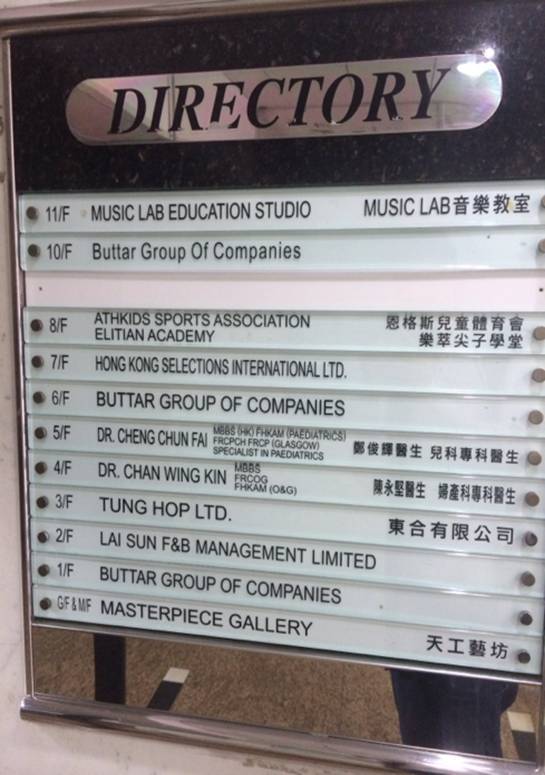 DIRECTORY
11/F MUSIC LAB EDUCATION STUDIO MUSIC LAB音樂教室
10/F Buttar Group Of Companies
8/F ATHKIDS SPORTS ASSOCIATION 恩格斯兒童體育會
ELITIAN ACADEMY 樂萃尖子學堂
7/F HONG KONG SELECTIONS INTERNATIONAL LTD.
6/F BUTTAR GROUP OF COMPANIES
5/F DR. CHENG CHUN FAI MBBS (HK) FHKAM (PAEDIATRICS) 鄭俊輝醫生 兒科專科醫生
FRCPCH FRCP (GLASGOW)
SPECIALIST IN PAEDIATRICS
4/F DR. CHAN WING KIN MBBS 陳永堅醫生 婦產科專科醫生
FRCOG
FHKAM (O&G)
3/F TUNG HOP LTD. 東合有限公司
2/F LAI SUN F&B MANAGEMENT LIMITED
1/F BUTTAR GROUP OF COMPANIES
G/F & M/F MASTERPIECE GALLERY 天工藝坊